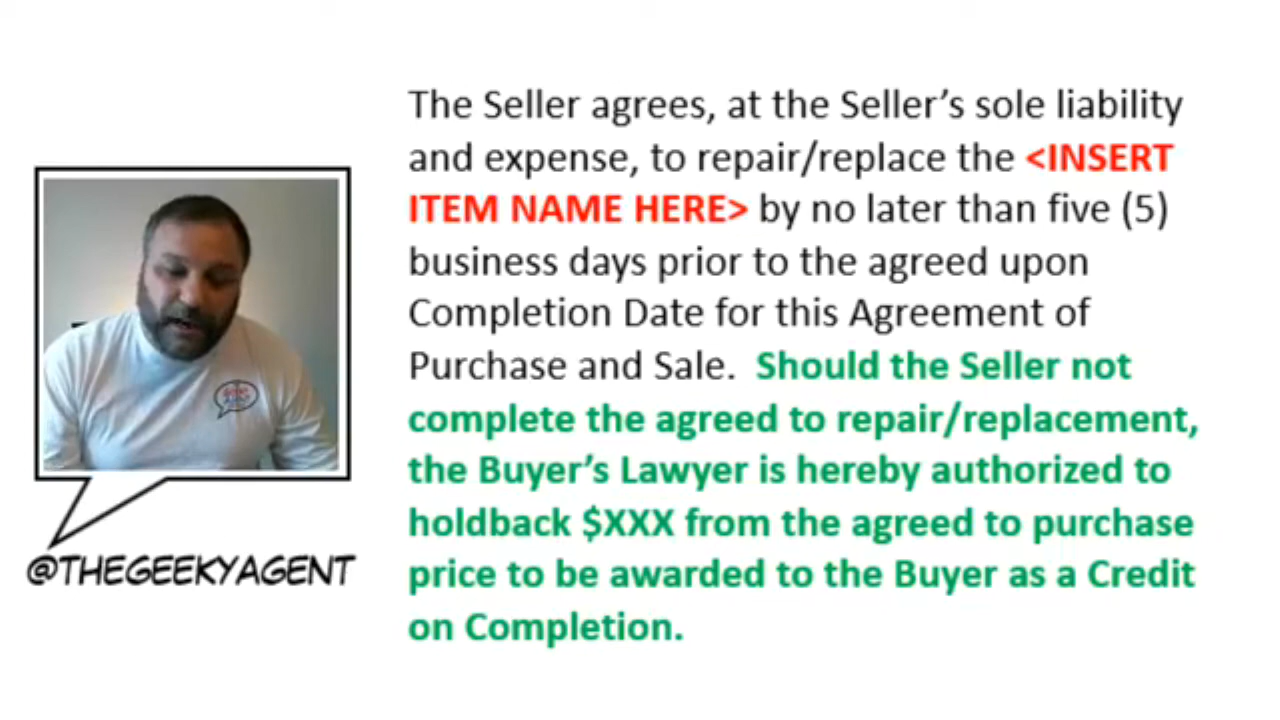 The Seller agrees, at the Seller's sole liability
and expense, to repair/replace the <INSERT
ITEM NAME HERE> by no later than five (5)
business days prior to the agreed upon
Completion Date for this Agreement of
Purchase and Sale. Should the Seller not
complete the agreed to repair/replacement,
the Buyer's Lawyer is hereby authorized to
holdback $XXX from the agreed to purchase
price to be awarded to the Buyer as a Credit
on Completion.
@THEGEEKYAGENT